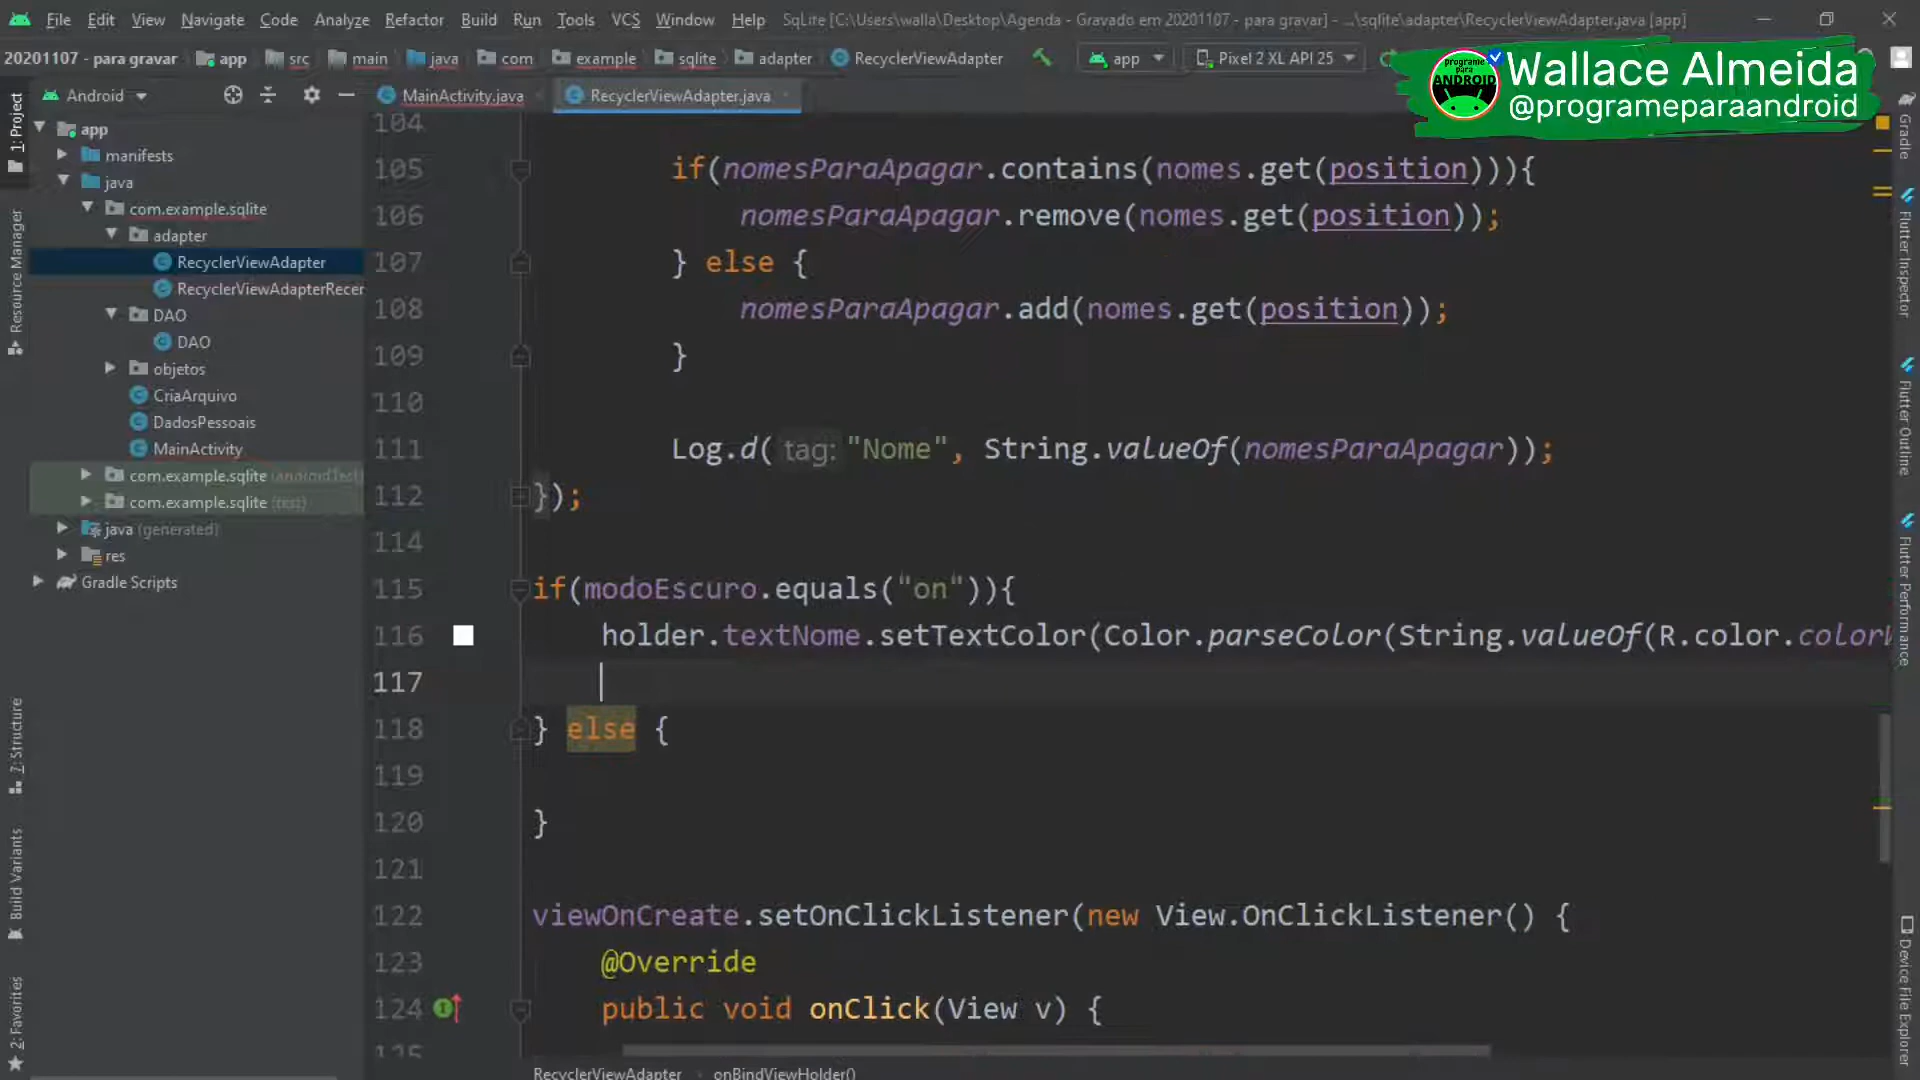 File Edit View Navigate Code Analyze Refactor Build Run Tools VCS Window Help SqLite [C:\Users\walla\Desktop\Agenda - Gravado em 20201107 - para gravar] - ...\sqlite\adapter\RecyclerViewAdapter.java [app]
20201107 - para gravar app src main java com example sqlite adapter RecyclerViewAdapter app Pixel 2 XL API 25
programe para ANDROID
Wallace Almeida
@programeparaandroid
Android
MainActivity.java RecyclerViewAdapter.java
1: Project
Resource Manager
7: Structure
Build Variants
2: Favorites
app
manifests
java
com.example.sqlite
adapter
RecyclerViewAdapter
RecyclerViewAdapterRecer
DAO
DAO
objetos
CriaArquivo
DadosPessoais
MainActivity
com.example.sqlite (androidTest)
com.example.sqlite (test)
java (generated)
res
Gradle Scripts
104
105 if(nomesParaApagar.contains(nomes.get(position))){
106 nomesParaApagar.remove(nomes.get(position));
107 } else {
108 nomesParaApagar.add(nomes.get(position));
109 }
110
111 Log.d( tag: "Nome", String.valueOf(nomesParaApagar));
112 });
114
115 if(modoEscuro.equals("on")){
116 holder.textNome.setTextColor(Color.parseColor(String.valueOf(R.color.color
117
118 } else {
119
120 }
121
122 viewOnCreate.setOnClickListener(new View.OnClickListener() {
123 @Override
124 public void onClick(View v) {
125
RecyclerViewAdapter onBindViewHolder()
Gradle
Flutter Inspector
Flutter Outline
Flutter Performance
Device File Explorer